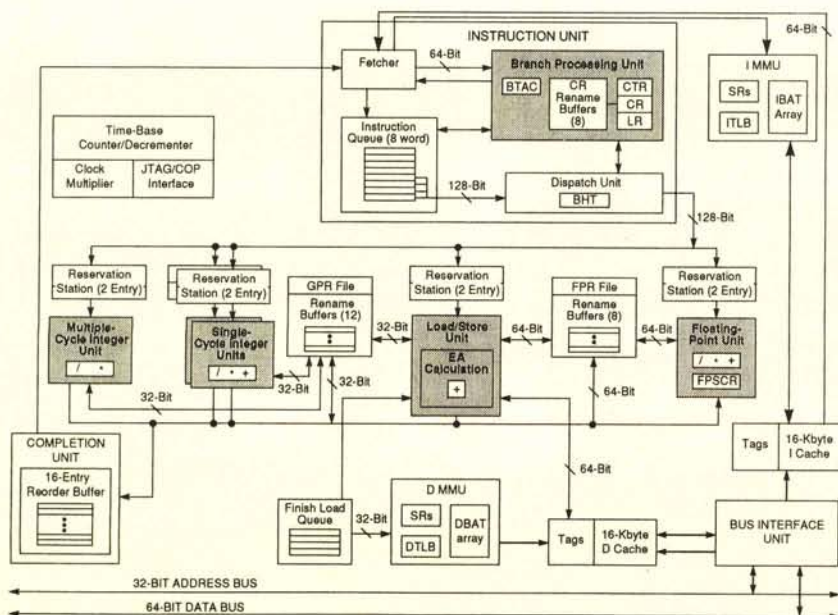 64-Bit
INSTRUCTION UNIT
Fetcher
64-Bit
Branch Processing Unit
BTAC
CR
Rename
Buffers
(8)
CTR
CR
LR
I MMU
SRs
ITLB
IBAT
Array
Time-Base
Counter/Decrementer
Clock
Multiplier
JTAG/COP
Interface
Instruction
Queue (8 word)
128-Bit
Dispatch Unit
BHT
128-Bit
Reservation
Station (2 Entry)
Reservation
Station (2 Entry)
GPR File
Rename
Buffers (12)
Reservation
Station (2 Entry)
FPR File
Rename
Buffers (8)
Reservation
Station (2 Entry)
Multiple-
Cycle Integer
Unit
Single-
Cycle Integer
Units
/ • +
32-Bit
Load/Store
Unit
EA
Calculation
+
64-Bit
64-Bit
Floating-
Point Unit
/ • +
FPSCR
32-Bit
32-Bit
32-Bit
64-Bit
COMPLETION
UNIT
16-Entry
Reorder Buffer
64-Bit
Tags
16-Kbyte
I Cache
Finish Load
Queue
32-Bit
D MMU
SRs
DTLB
DBAT
array
Tags
16-Kbyte
D Cache
BUS INTERFACE
UNIT
32-BIT ADDRESS BUS
64-BIT DATA BUS